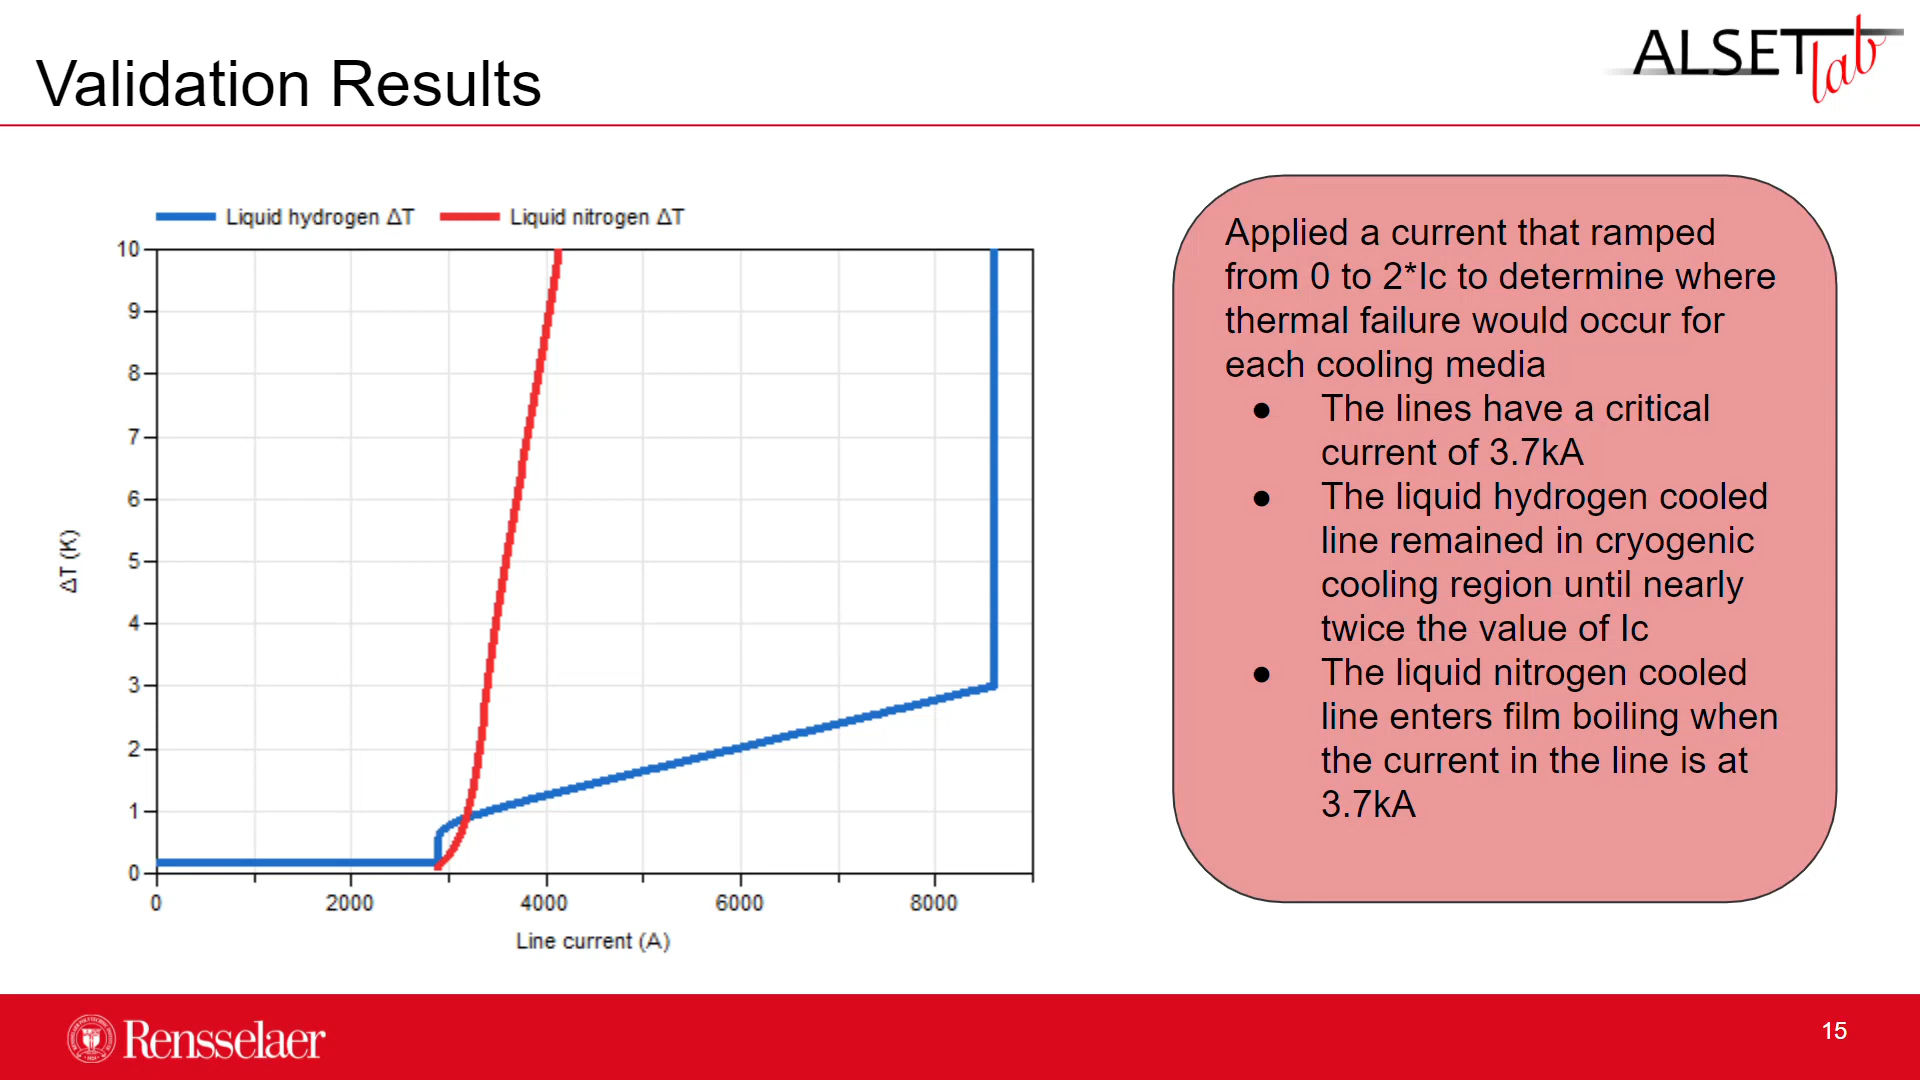 Validation Results
ALSET lab
Liquid hydrogen ΔT
Liquid nitrogen ΔT
10
9
8
7
6
5
4
3
2
1
0
ΔT (K)
0
2000
4000
6000
8000
Line current (A)
Applied a current that ramped
from 0 to 2*Ic to determine where
thermal failure would occur for
each cooling media
● The lines have a critical
current of 3.7kA
● The liquid hydrogen cooled
line remained in cryogenic
cooling region until nearly
twice the value of Ic
● The liquid nitrogen cooled
line enters film boiling when
the current in the line is at
3.7kA
Rensselaer
15